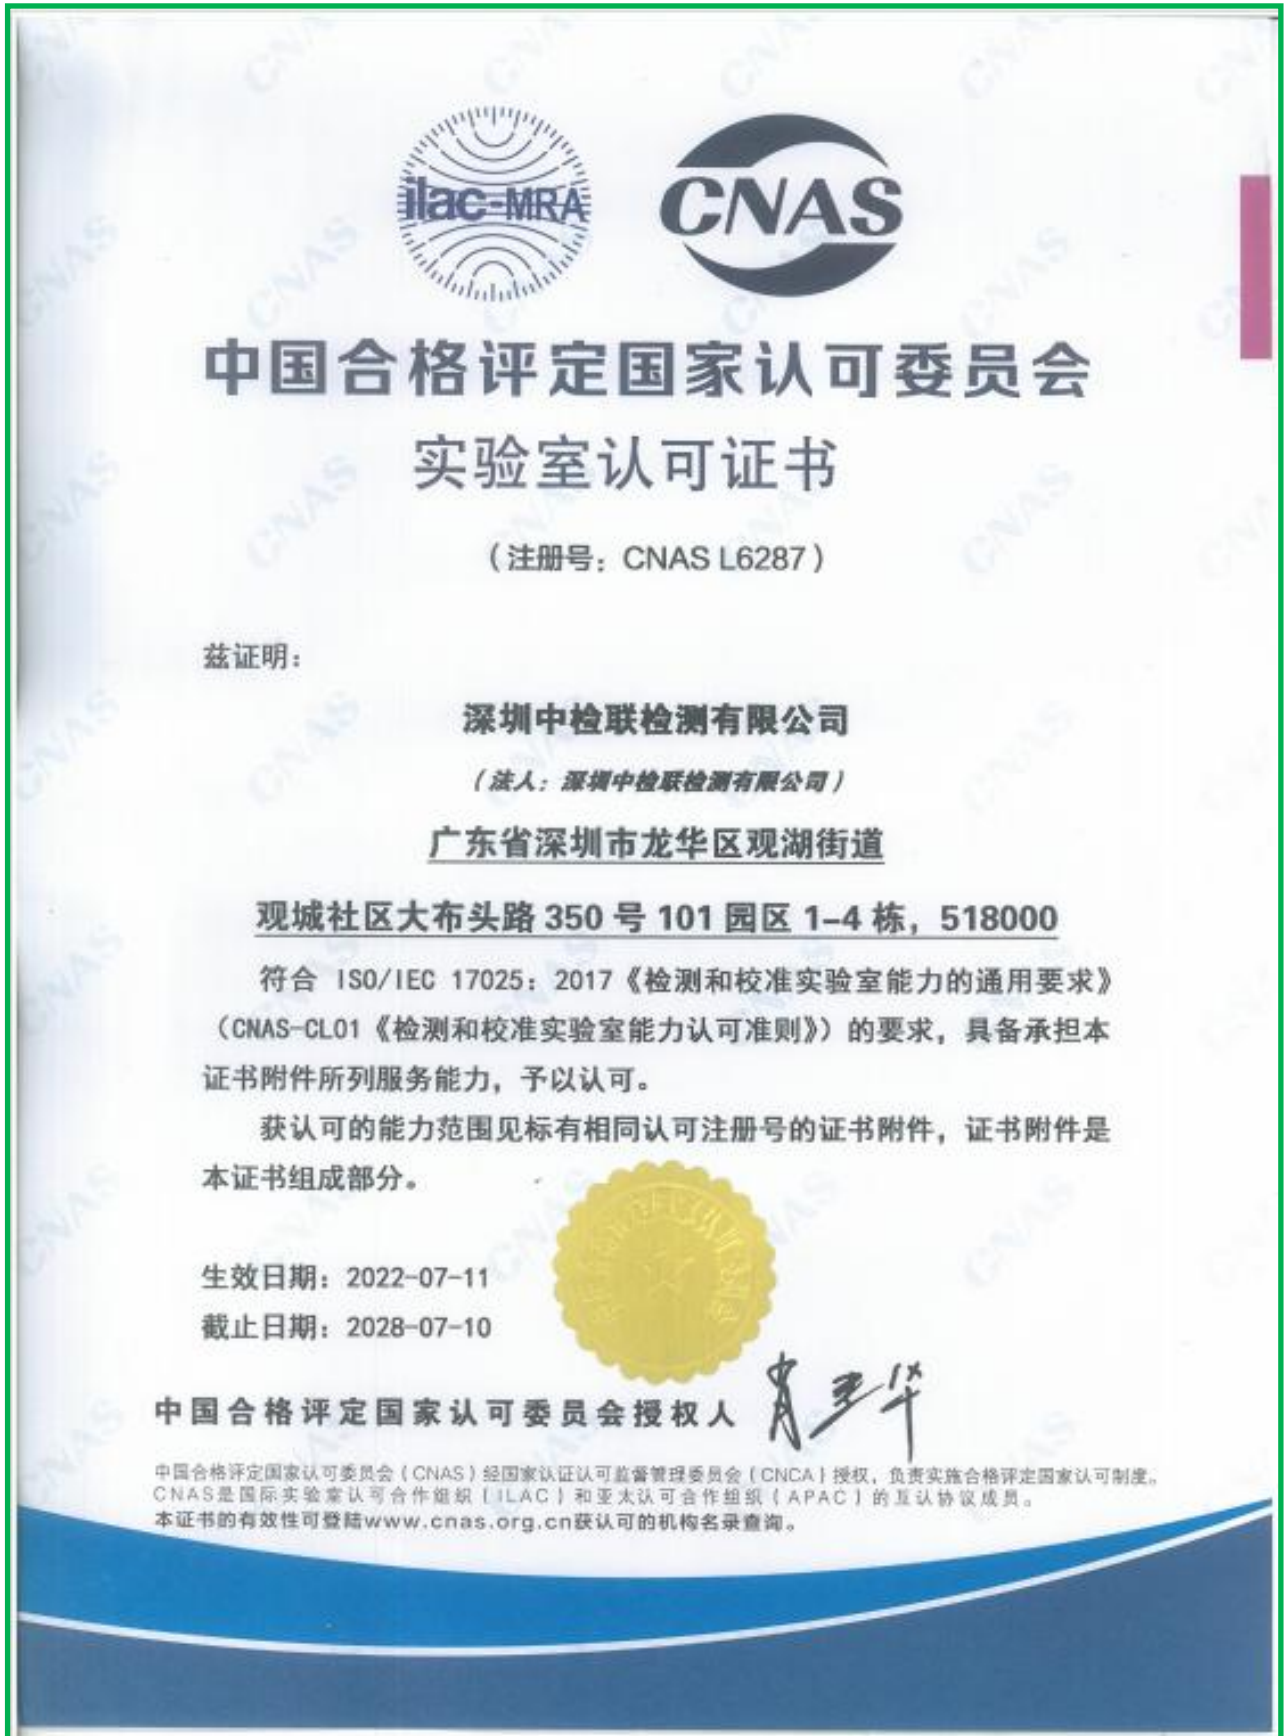 ilac-MRA
CNAS
中国合格评定国家认可委员会
实验室认可证书
（注册号：CNAS L6287）
兹证明：
深圳中检联检测有限公司
（法人：深圳中检联检测有限公司）
广东省深圳市龙华区观湖街道
观城社区大布头路 350 号 101 园区 1-4 栋，518000
符合 ISO/IEC 17025：2017《检测和校准实验室能力的通用要求》
（CNAS-CL01《检测和校准实验室能力认可准则》）的要求，具备承担本
证书附件所列服务能力，予以认可。
获认可的能力范围见标有相同认可注册号的证书附件，证书附件是
本证书组成部分。
生效日期：2022-07-11
截止日期：2028-07-10
中国合格评定国家认可委员会授权人
中国合格评定国家认可委员会（CNAS）经国家认证认可监督管理委员会（CNCA）授权，负责实施合格评定国家认可制度。
CNAS是国际实验室认可合作组织（ILAC）和亚太认可合作组织（APAC）的互认协议成员。
本证书的有效性可登陆www.cnas.org.cn获认可的机构名录查询。